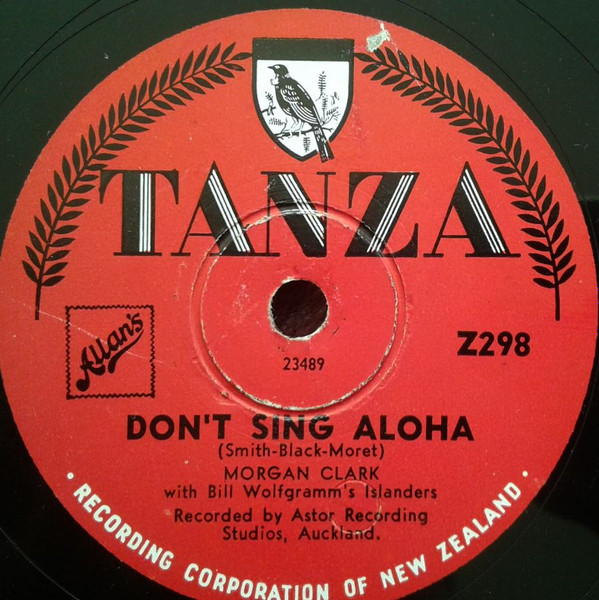 TANZA
Allan's
23489
Z298
DON'T SING ALOHA
(Smith-Black-Moret)
MORGAN CLARK
with Bill Wolfgramm's Islanders
Recorded by Astor Recording
Studios, Auckland.
· RECORDING CORPORATION OF NEW ZEALAND ·